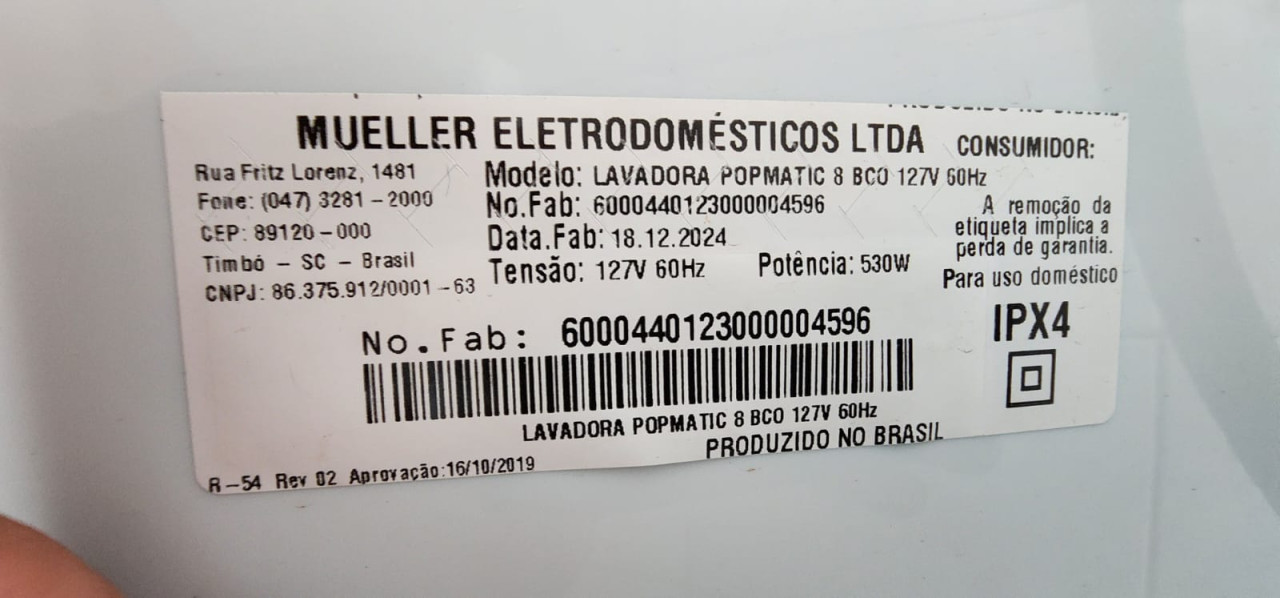 MUELLER ELETRODOMÉSTICOS LTDA
Rua Fritz Lorenz, 1481
Fone: (047) 3281-2000
CEP: 89120-000
Timbó - SC - Brasil
CNPJ: 86.375.912/0001-63
Modelo: LAVADORA POPMATIC 8 BCO 127V 60Hz
No.Fab: 6000440123000004596
Data.Fab: 18.12.2024
Tensão: 127V 60Hz Potência: 530W
CONSUMIDOR:
A remoção da
etiqueta implica a
perda de garantia.
Para uso doméstico
IPX4
No.Fab: 6000440123000004596
LAVADORA POPMATIC 8 BCO 127V 60Hz
PRODUZIDO NO BRASIL
R-54 Rev 02 Aprovação:16/10/2019